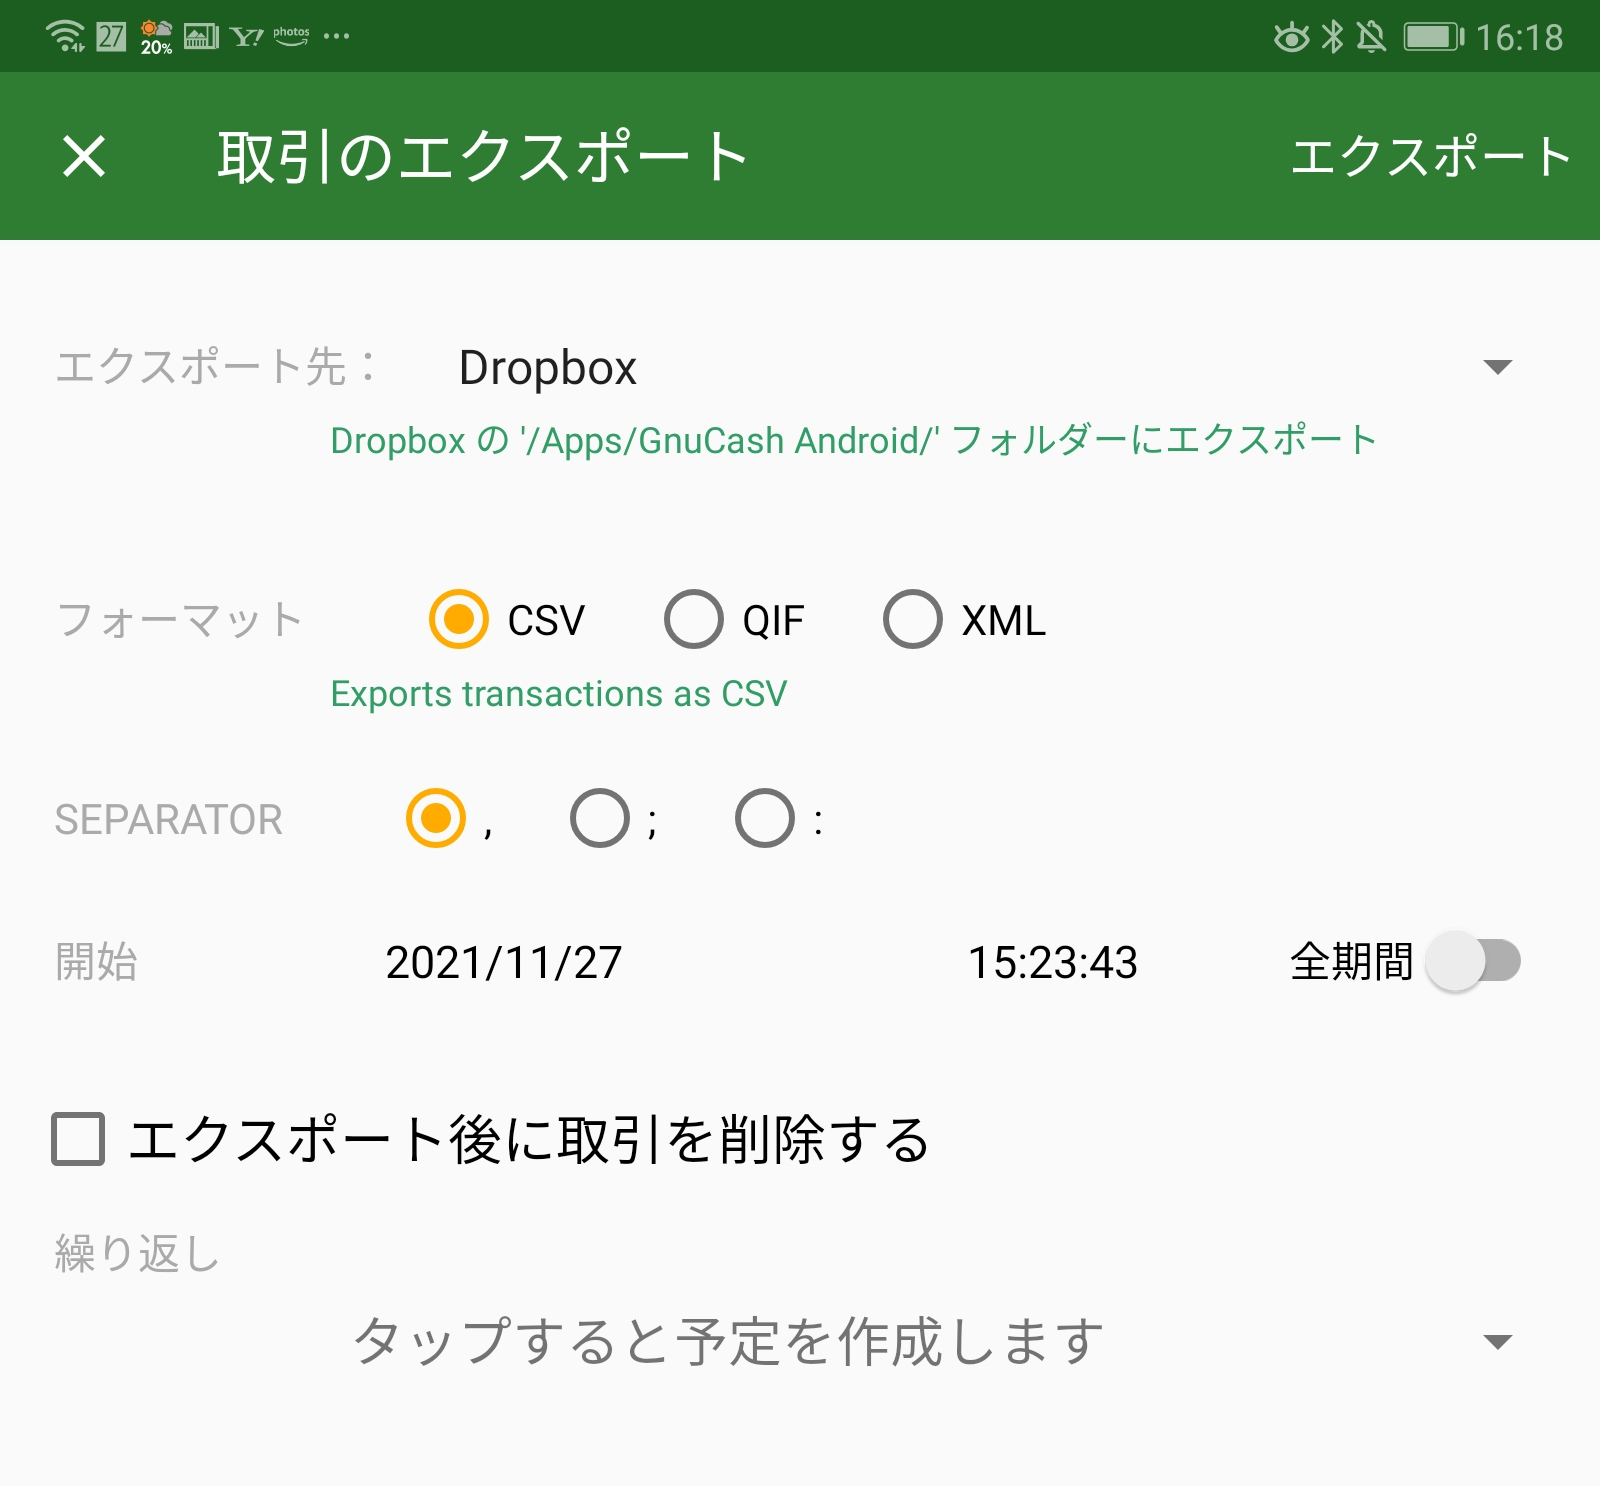 27 20% Y! photos ··· 16:18
取引のエクスポート エクスポート
エクスポート先： Dropbox
Dropbox の '/Apps/GnuCash Android/' フォルダーにエクスポート
フォーマット CSV QIF XML
Exports transactions as CSV
SEPARATOR , ; :
開始 2021/11/27 15:23:43 全期間
エクスポート後に取引を削除する
繰り返し
タップすると予定を作成します